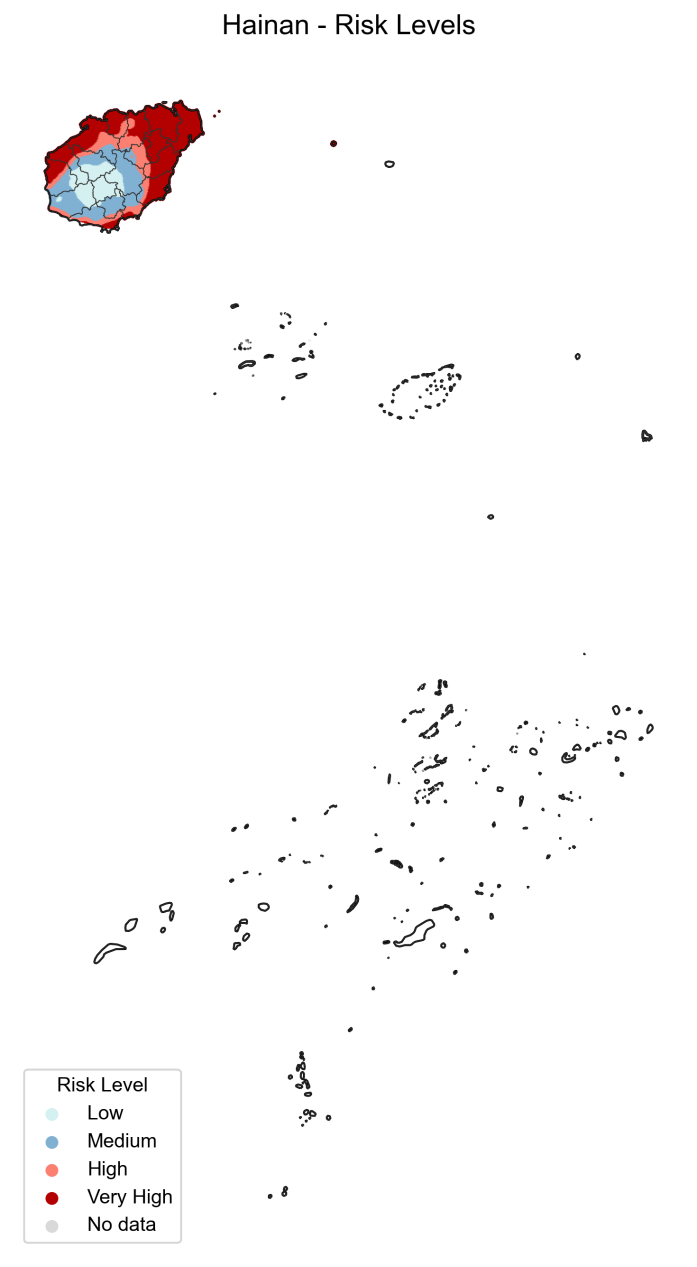 Hainan - Risk Levels
Risk Level
Low
Medium
High
Very High
No data